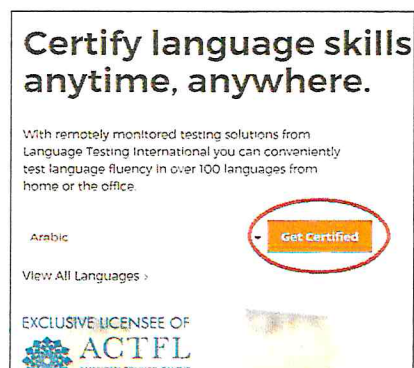 Certify language skills
anytime, anywhere.
With remotely monitored testing solutions from
Language Testing International you can conveniently
test language fluency in over 100 languages from
home or the office.
Arabic
Get Certified
View All Languages >
EXCLUSIVE LICENSEE OF
ACTFL